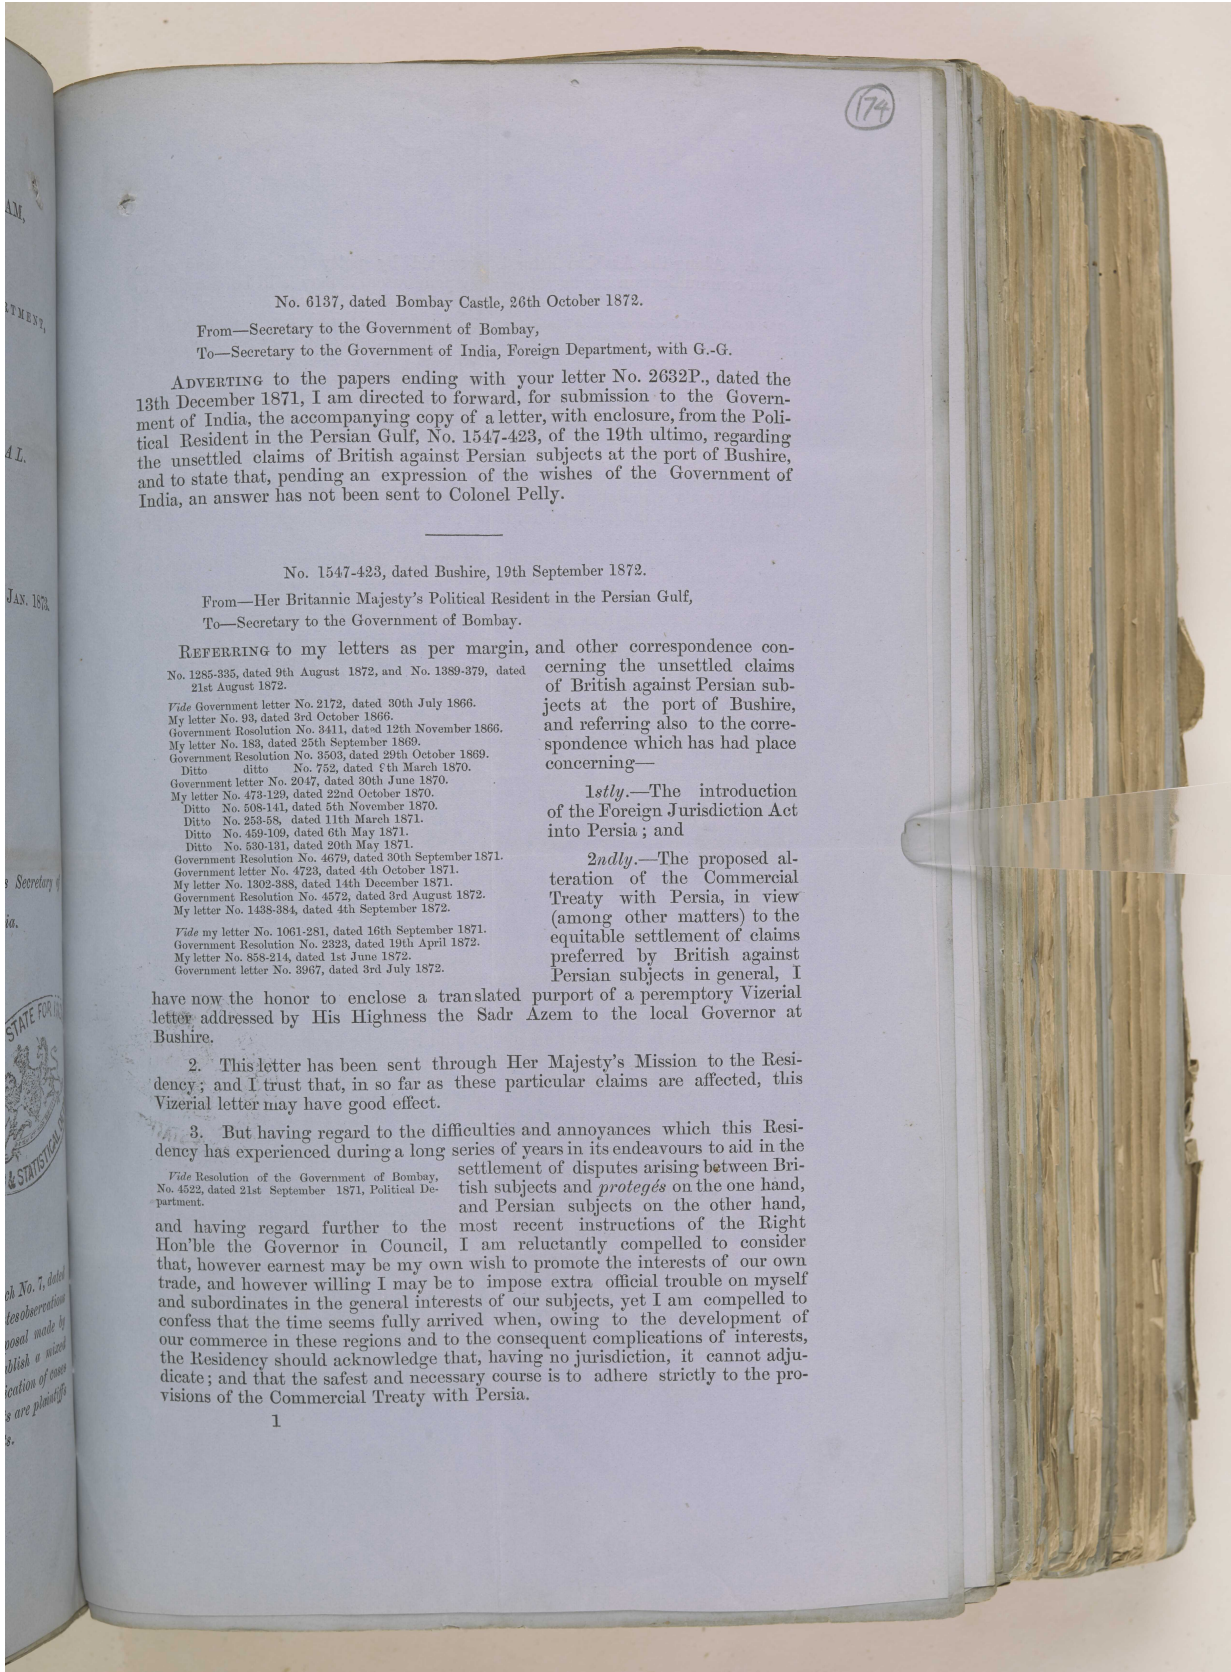 174
No. 6137, dated Bombay Castle, 26th October 1872.
From—Secretary to the Government of Bombay,
To—Secretary to the Government of India, Foreign Department, with G.-G.
ADVERTING to the papers ending with your letter No. 2632P., dated the
13th December 1871, I am directed to forward, for submission to the Govern-
ment of India, the accompanying copy of a letter, with enclosure, from the Poli-
tical Resident in the Persian Gulf, No. 1547-423, of the 19th ultimo, regarding
the unsettled claims of British against Persian subjects at the port of Bushire,
and to state that, pending an expression of the wishes of the Government of
India, an answer has not been sent to Colonel Pelly.
No. 1547-423, dated Bushire, 19th September 1872.
From—Her Britannic Majesty's Political Resident in the Persian Gulf,
To—Secretary to the Government of Bombay.
REFERRING to my letters as per margin, and other correspondence con-
No. 1285-335, dated 9th August 1872, and No. 1389-379, dated
21st August 1872.
Vide Government letter No. 2172, dated 30th July 1866.
My letter No. 93, dated 3rd October 1866.
Government Rosolution No. 3411, dated 12th November 1866.
My letter No. 183, dated 25th September 1869.
Government Resolution No. 3503, dated 29th October 1869.
Ditto ditto No. 752, dated th March 1870.
Government letter No. 2047, dated 30th June 1870.
My letter No. 473-129, dated 22nd October 1870.
Ditto No. 508-141, dated 5th November 1870.
Ditto No. 253-58, dated 11th March 1871.
Ditto No. 459-109, dated 6th May 1871.
Ditto No. 530-131, dated 20th May 1871.
Government Resolution No. 4679, dated 30th September 1871.
Government letter No. 4723, dated 4th October 1871.
My letter No. 1302-388, dated 14th December 1871.
Government Resolution No. 4572, dated 3rd August 1872.
My letter No. 1438-384, dated 4th September 1872.
Vide my letter No. 1061-281, dated 16th September 1871.
Government Resolution No. 2323, dated 19th April 1872.
My letter No. 858-214, dated 1st June 1872.
Government letter No. 3967, dated 3rd July 1872.
cerning the unsettled claims
of British against Persian sub-
jects at the port of Bushire,
and referring also to the corre-
spondence which has had place
concerning—
1stly.—The introduction
of the Foreign Jurisdiction Act
into Persia; and
2ndly.—The proposed al-
teration of the Commercial
Treaty with Persia, in view
(among other matters) to the
equitable settlement of claims
preferred by British against
Persian subjects in general, I
have now the honor to enclose a translated purport of a peremptory Vizerial
letter addressed by His Highness the Sadr Azem to the local Governor at
Bushire.
2. This letter has been sent through Her Majesty's Mission to the Resi-
dency; and I trust that, in so far as these particular claims are affected, this
Vizerial letter may have good effect.
3. But having regard to the difficulties and annoyances which this Resi-
dency has experienced during a long series of years in its endeavours to aid in the
Vide Resolution of the Government of Bombay,
No. 4522, dated 21st September 1871, Political De-
partment.
settlement of disputes arising between Bri-
tish subjects and protegés on the one hand,
and Persian subjects on the other hand,
and having regard further to the most recent instructions of the Right
Hon'ble the Governor in Council, I am reluctantly compelled to consider
that, however earnest may be my own wish to promote the interests of our own
trade, and however willing I may be to impose extra official trouble on myself
and subordinates in the general interests of our subjects, yet I am compelled to
confess that the time seems fully arrived when, owing to the development of
our commerce in these regions and to the consequent complications of interests,
the Residency should acknowledge that, having no jurisdiction, it cannot adju-
dicate; and that the safest and necessary course is to adhere strictly to the pro-
visions of the Commercial Treaty with Persia.
1
AM,
RTMENT,
AL.
JAN. 1873.
Secretary
ia.
STATE FOR
& STATISTICAL
ch No. 7, dated
tes observations
posal made by
blish a mixed
ication of cases
s are plaintiffs
s.